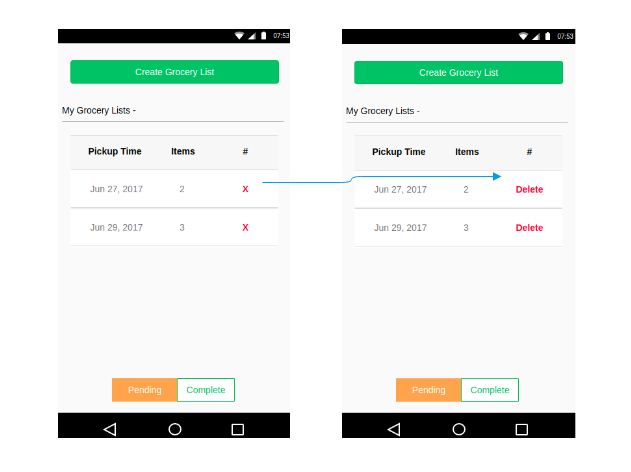 07:53
Create Grocery List
My Grocery Lists -
Pickup Time Items #
Jun 27, 2017 2 X
Jun 29, 2017 3 X
Pending Complete
07:53
Create Grocery List
My Grocery Lists -
Pickup Time Items #
Jun 27, 2017 2 Delete
Jun 29, 2017 3 Delete
Pending Complete